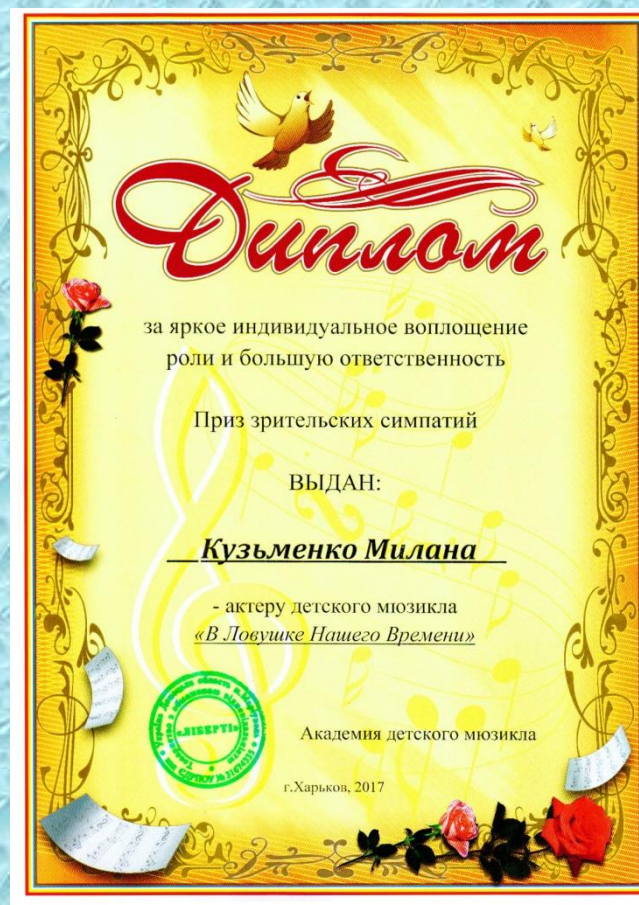 Диплом
за яркое индивидуальное воплощение
роли и большую ответственность
Приз зрительских симпатий
ВЫДАН:
Кузьменко Милана
- актеру детского мюзикла
«В Ловушке Нашего Времени»
«ЛІБЕРТІ»
Академия детского мюзикла
г.Харьков, 2017